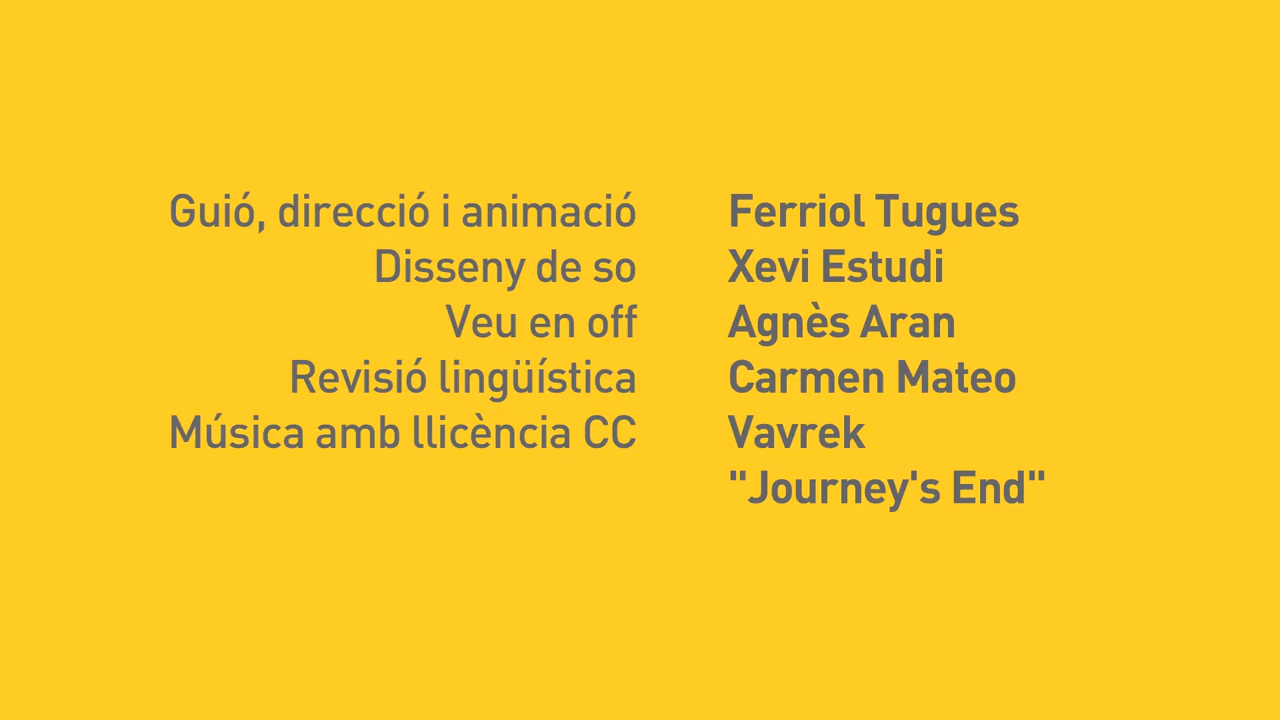 Guió, direcció i animació Ferriol Tugues
Disseny de so Xevi Estudi
Veu en off Agnès Aran
Revisió lingüística Carmen Mateo
Música amb llicència CC Vavrek
"Journey's End"